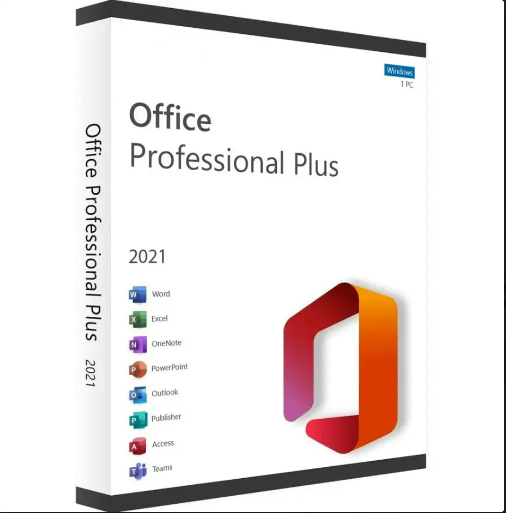 Office Professional Plus 2021
Windows
1 PC
Office
Professional Plus
2021
W Word
X Excel
N OneNote
P PowerPoint
O Outlook
P Publisher
A Access
T Teams